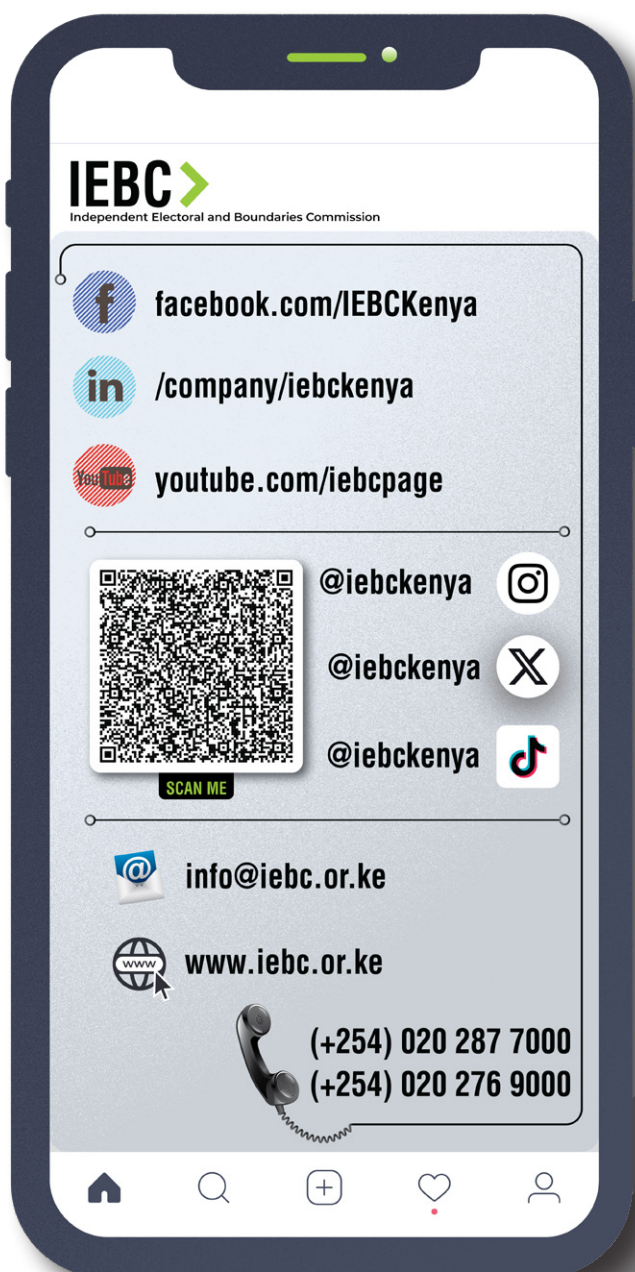 IEBC
Independent Electoral and Boundaries Commission
f facebook.com/IEBCKenya
in /company/iebckenya
YouTube youtube.com/iebcpage
@iebckenya
@iebckenya
@iebckenya
SCAN ME
@ info@iebc.or.ke
www www.iebc.or.ke
(+254) 020 287 7000
(+254) 020 276 9000